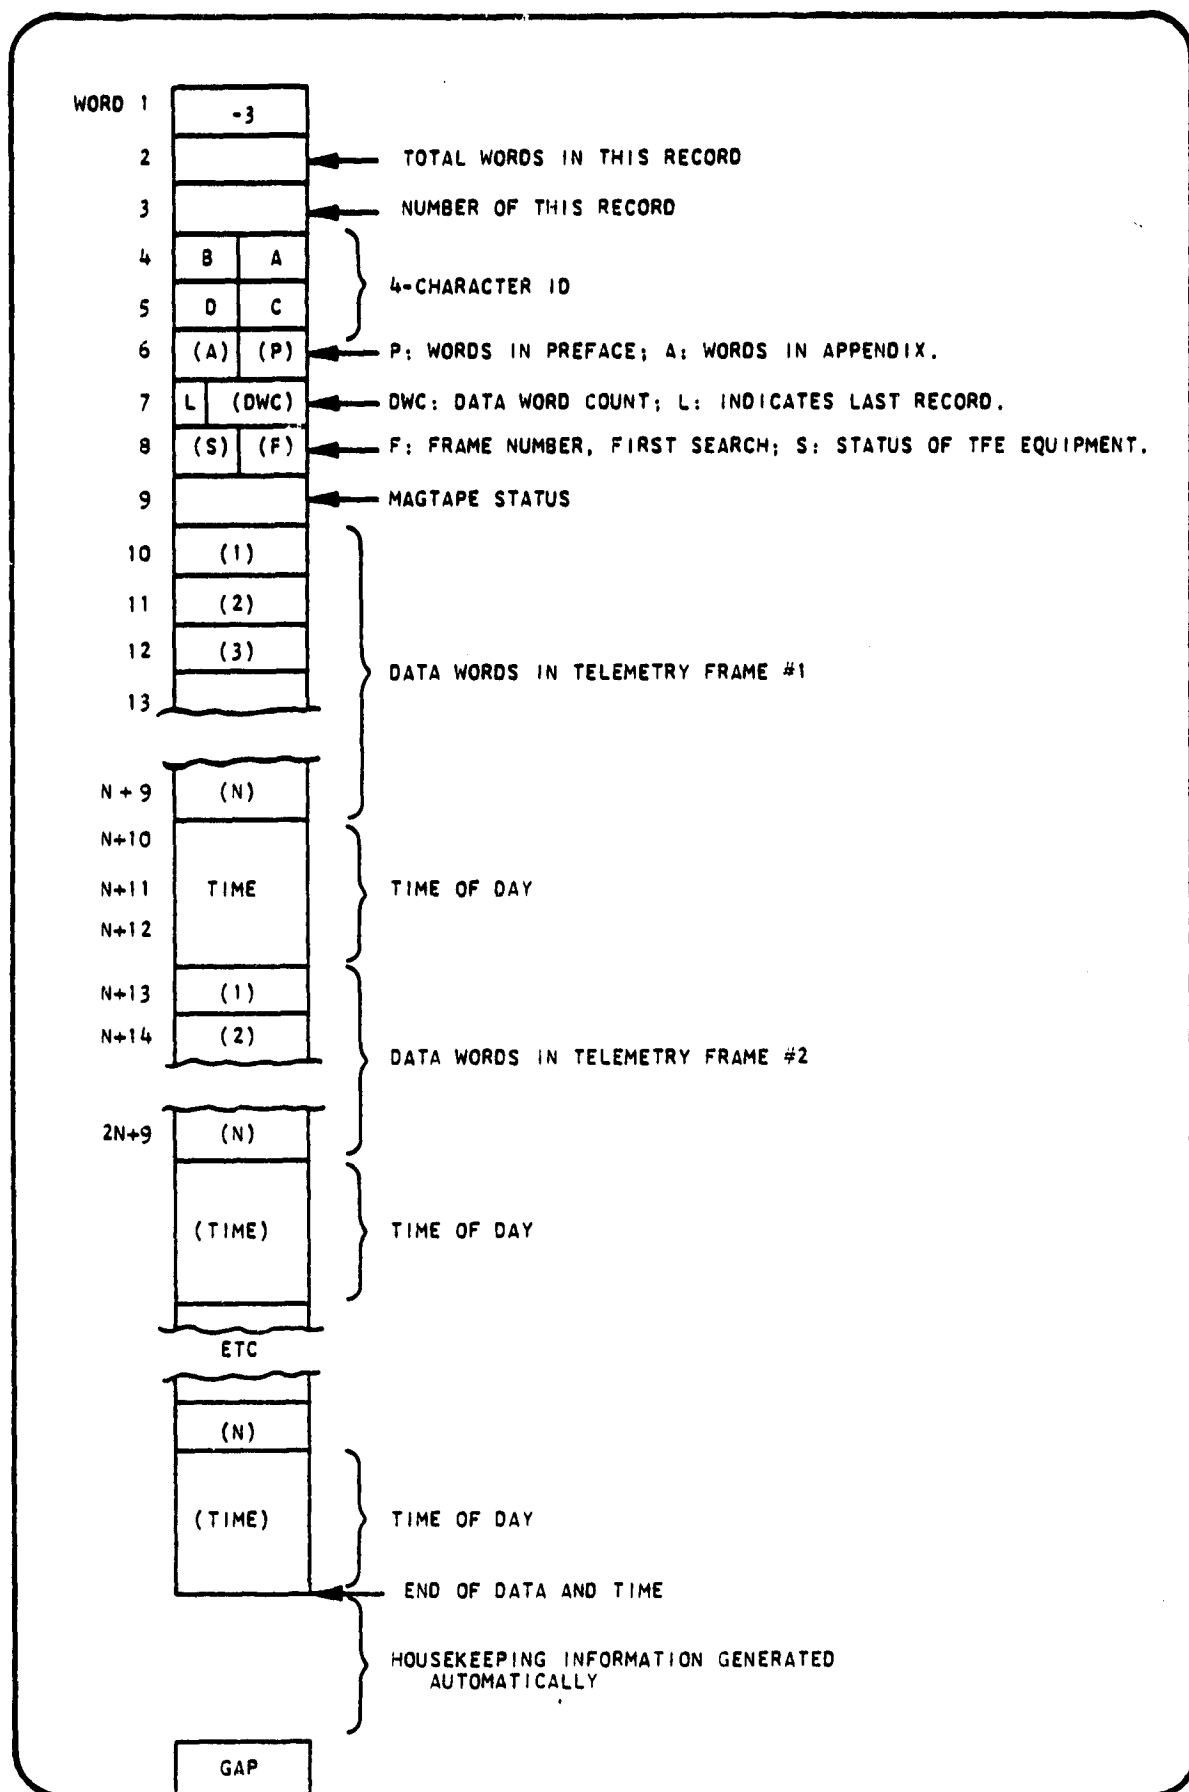 WORD 1 -3
2 TOTAL WORDS IN THIS RECORD
3 NUMBER OF THIS RECORD
4 B A
4-CHARACTER ID
5 D C
6 (A) (P) P: WORDS IN PREFACE; A: WORDS IN APPENDIX.
7 L (DWC) DWC: DATA WORD COUNT; L: INDICATES LAST RECORD.
8 (S) (F) F: FRAME NUMBER, FIRST SEARCH; S: STATUS OF TFE EQUIPMENT.
9 MAGTAPE STATUS
10 (1)
11 (2)
12 (3)
DATA WORDS IN TELEMETRY FRAME #1
13
N + 9 (N)
N+10
N+11 TIME TIME OF DAY
N+12
N+13 (1)
N+14 (2)
DATA WORDS IN TELEMETRY FRAME #2
2N+9 (N)
(TIME) TIME OF DAY
ETC
(N)
(TIME) TIME OF DAY
END OF DATA AND TIME
HOUSEKEEPING INFORMATION GENERATED
AUTOMATICALLY
GAP